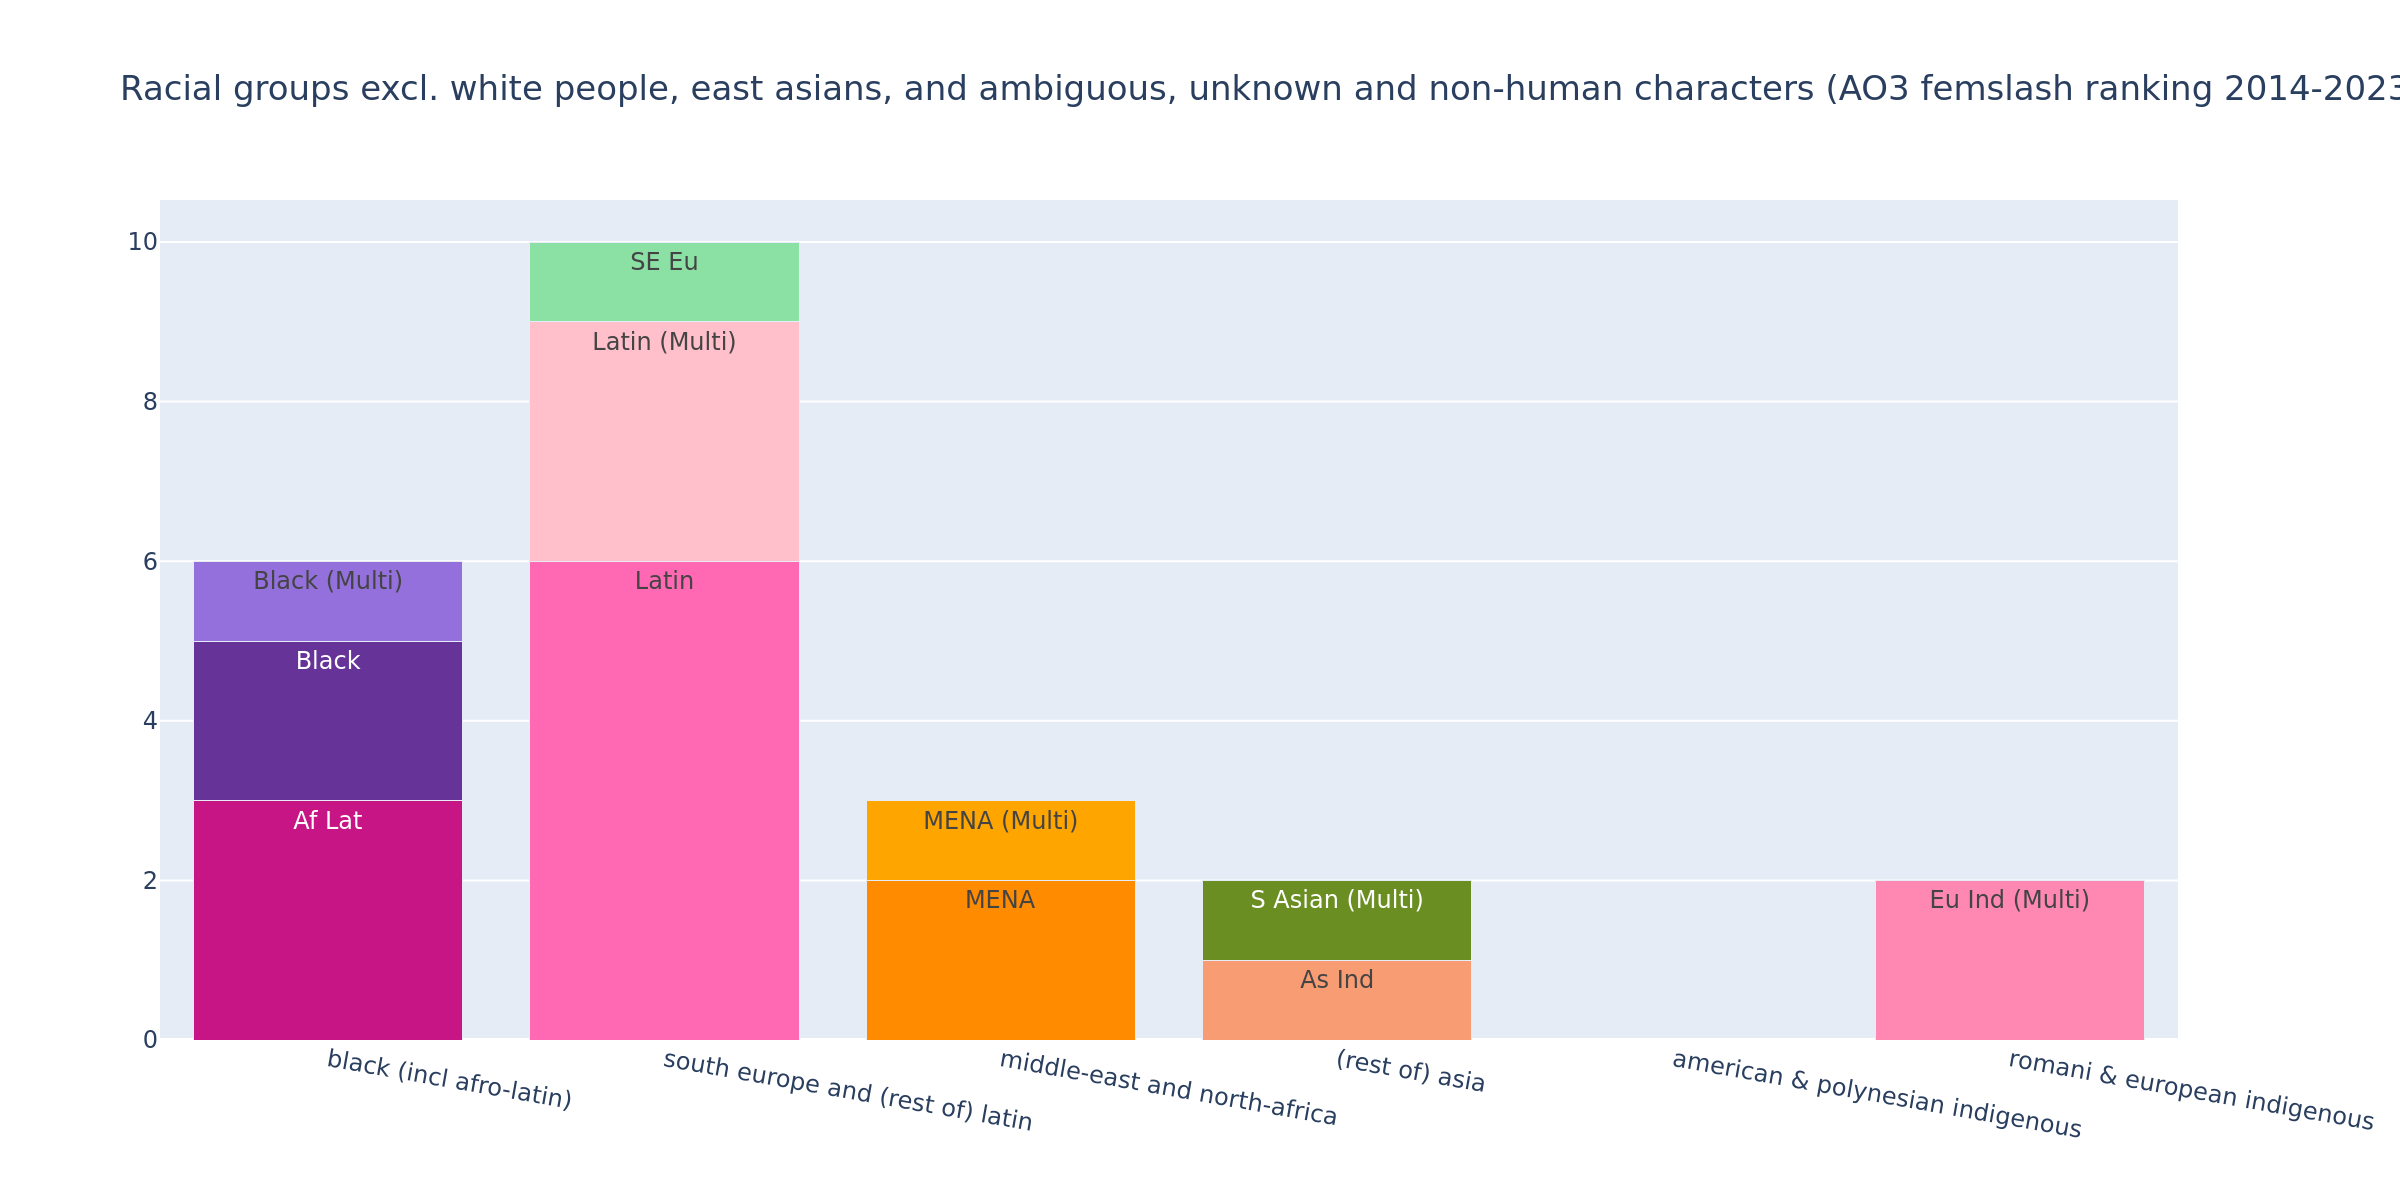 Racial groups excl. white people, east asians, and ambiguous, unknown and non-human characters (AO3 femslash ranking 2014-2023
10
8
6
4
2
0
SE Eu
Latin (Multi)
Latin
Black (Multi)
Black
Af Lat
MENA (Multi)
MENA
S Asian (Multi)
As Ind
Eu Ind (Multi)
black (incl afro-latin)
south europe and (rest of) latin
middle-east and north-africa
(rest of) asia
american & polynesian indigenous
romani & european indigenous